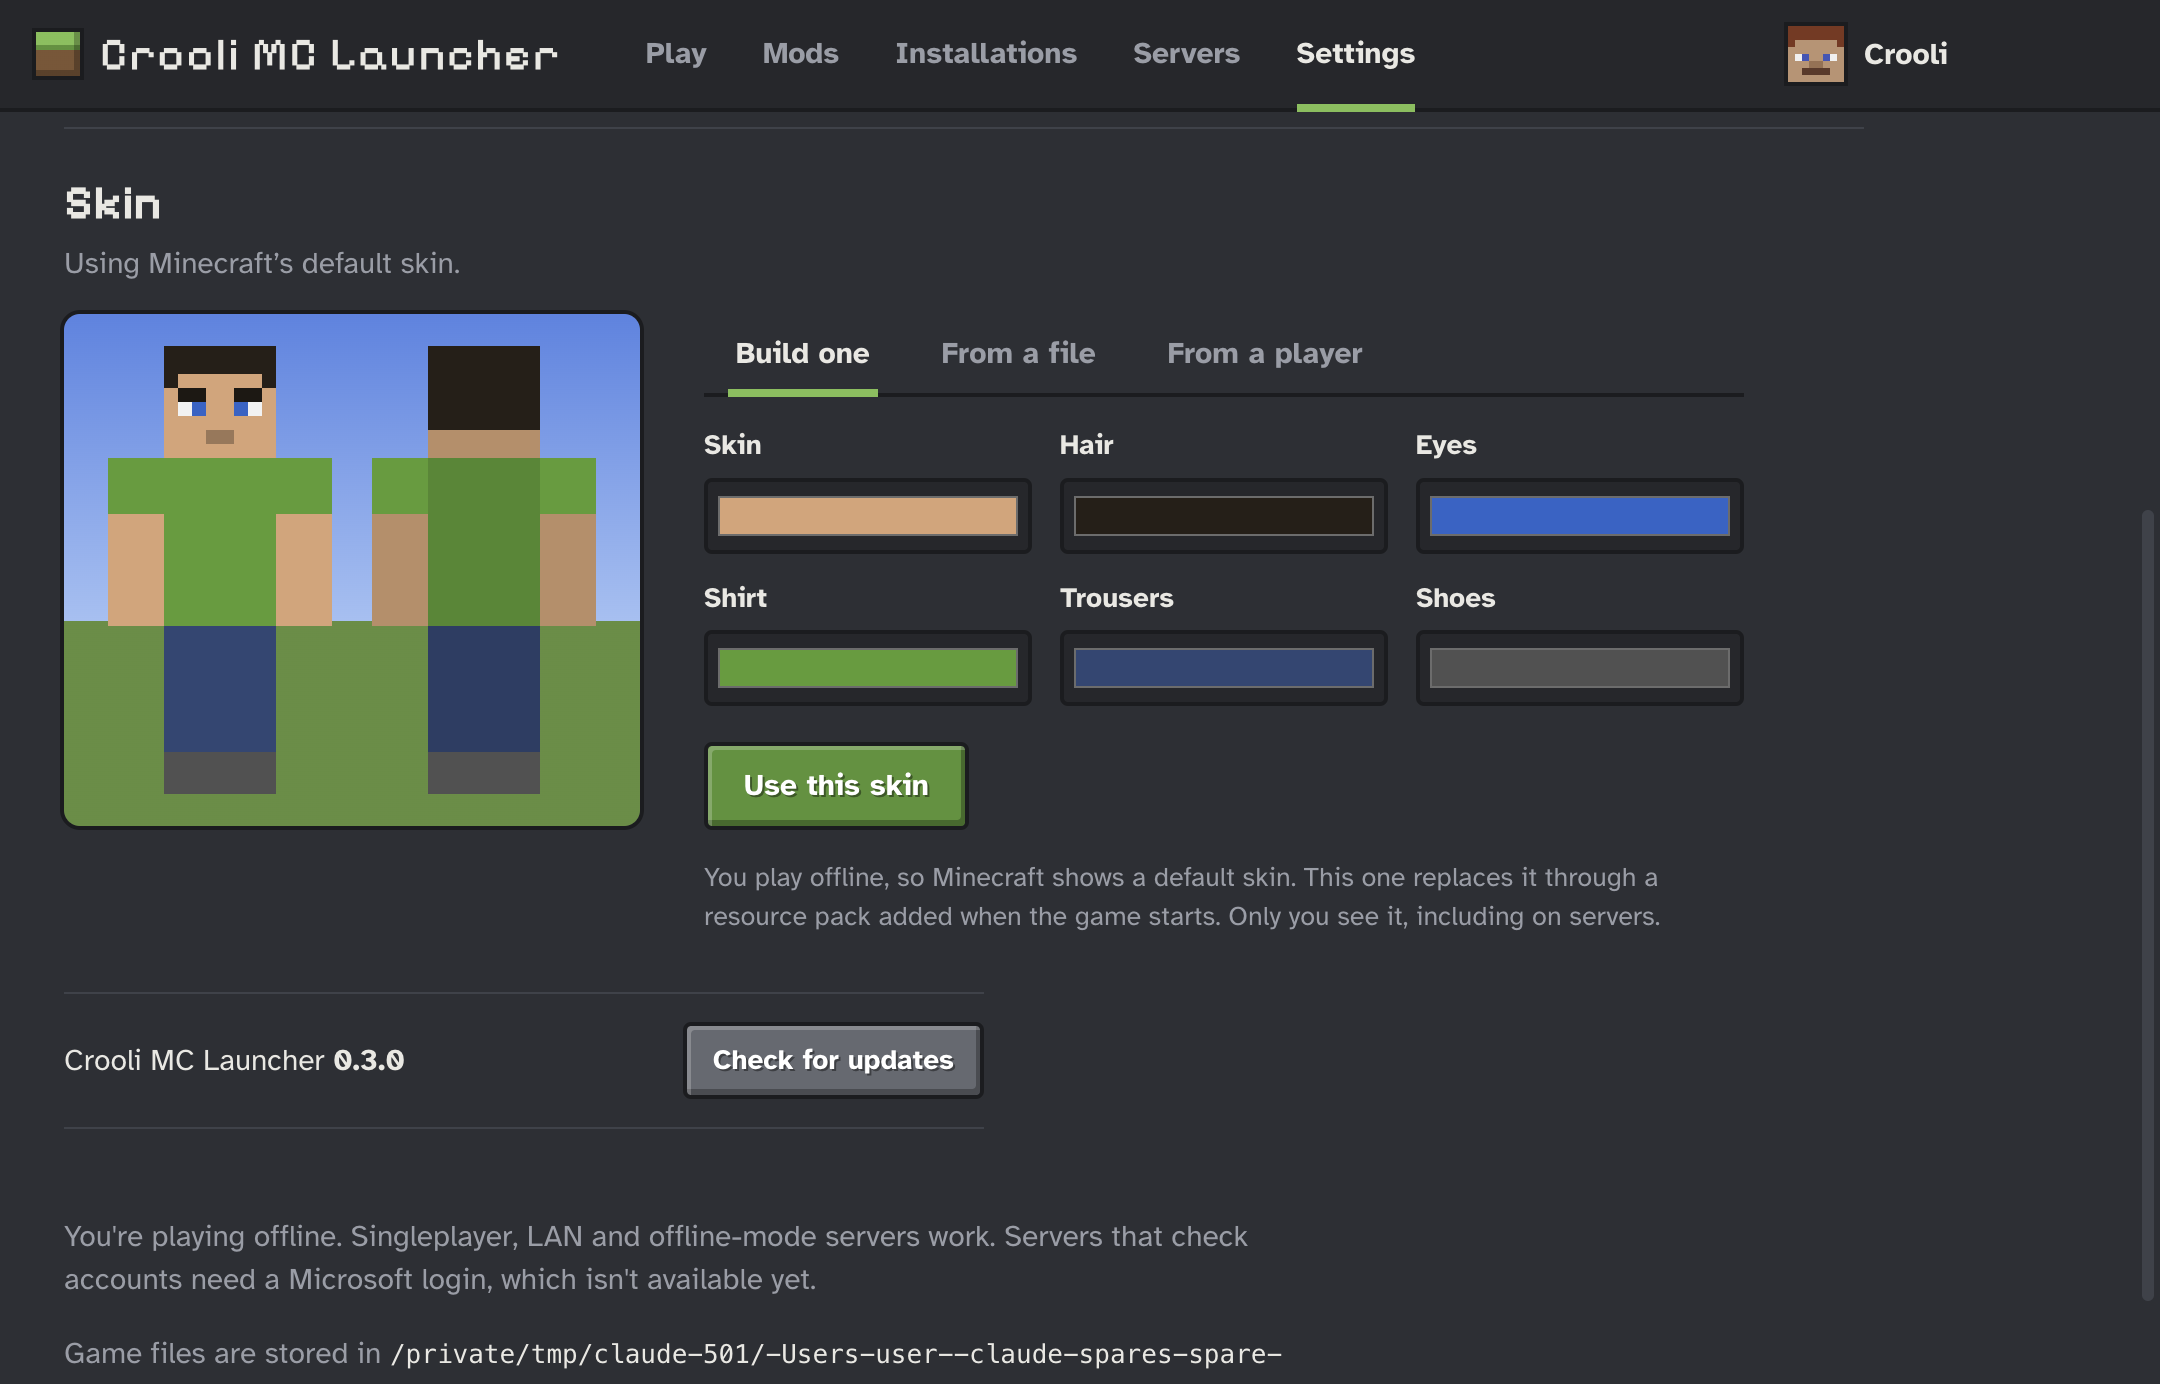 Crooli MC Launcher
Play
Mods
Installations
Servers
Settings
Crooli
Skin
Using Minecraft’s default skin.
Build one
From a file
From a player
Skin
Hair
Eyes
Shirt
Trousers
Shoes
Use this skin
You play offline, so Minecraft shows a default skin. This one replaces it through a
resource pack added when the game starts. Only you see it, including on servers.
Crooli MC Launcher 0.3.0
Check for updates
You're playing offline. Singleplayer, LAN and offline-mode servers work. Servers that check
accounts need a Microsoft login, which isn't available yet.
Game files are stored in /private/tmp/claude-501/-Users-user--claude-spares-spare-